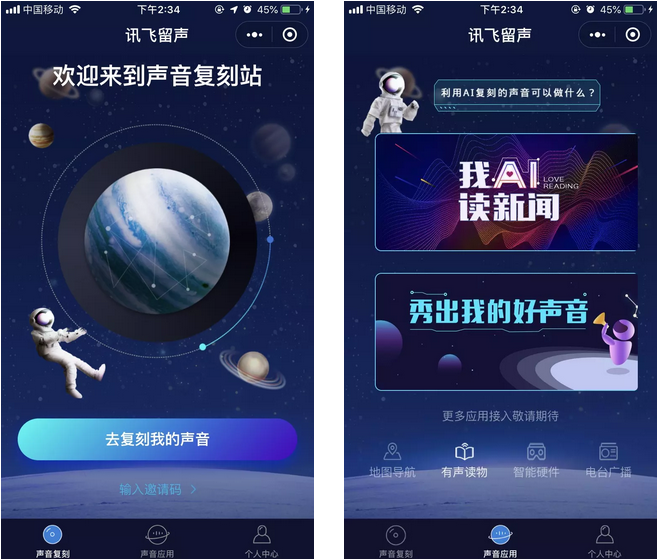 中国移动
下午2:34
45%
讯飞留声
欢迎来到声音复刻站
去复刻我的声音
输入邀请码
声音复刻
声音应用
个人中心
中国移动
下午2:34
45%
讯飞留声
利用AI复刻的声音可以做什么？
我AI
LOVE
READING
读新闻
秀出我的好声音
更多应用接入敬请期待
地图导航
有声读物
智能硬件
电台广播
声音复刻
声音应用
个人中心